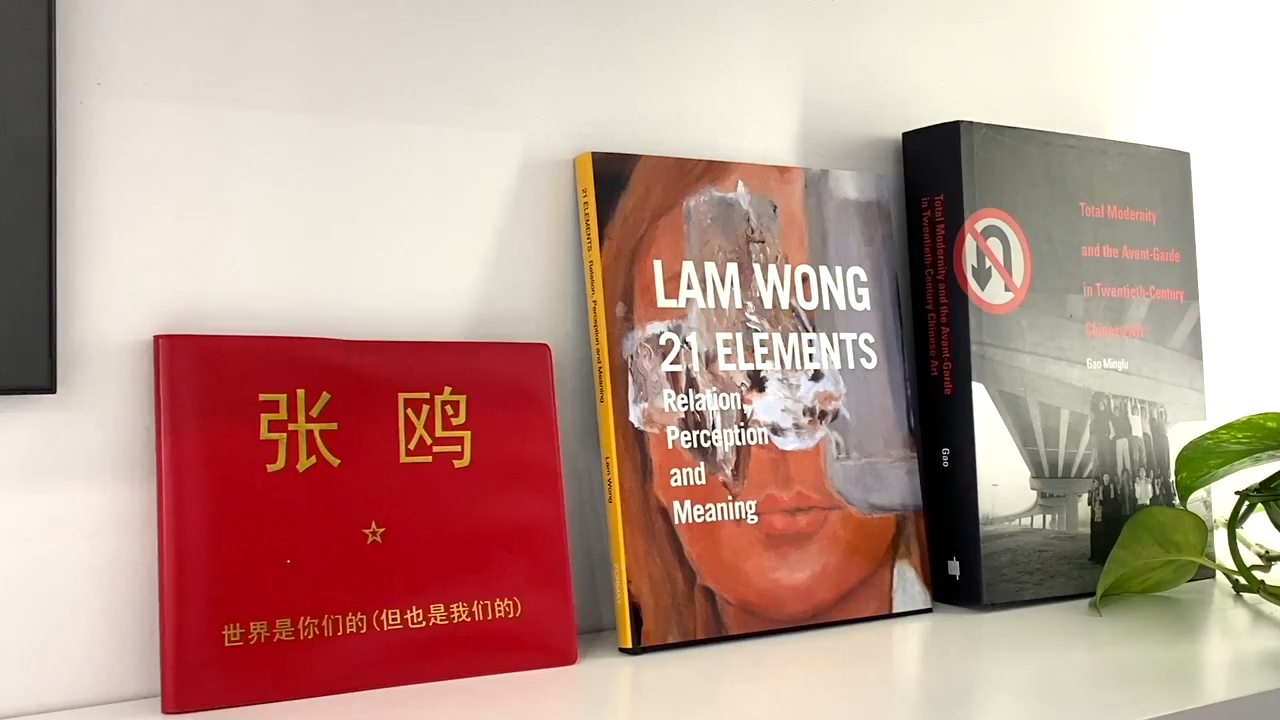 张 鸥
世界是你们的(但也是我们的)
21 ELEMENTS - Relation, Perception and Meaning
Lam Wong
LAM WONG
21 ELEMENTS
Relation,
Perception
and
Meaning
Total Modernity and the Avant-Garde
in Twentieth-Century Chinese Art
Gao
Total Modernity
and the Avant-Garde
in Twentieth-Century
Chinese Art
Gao Minglu